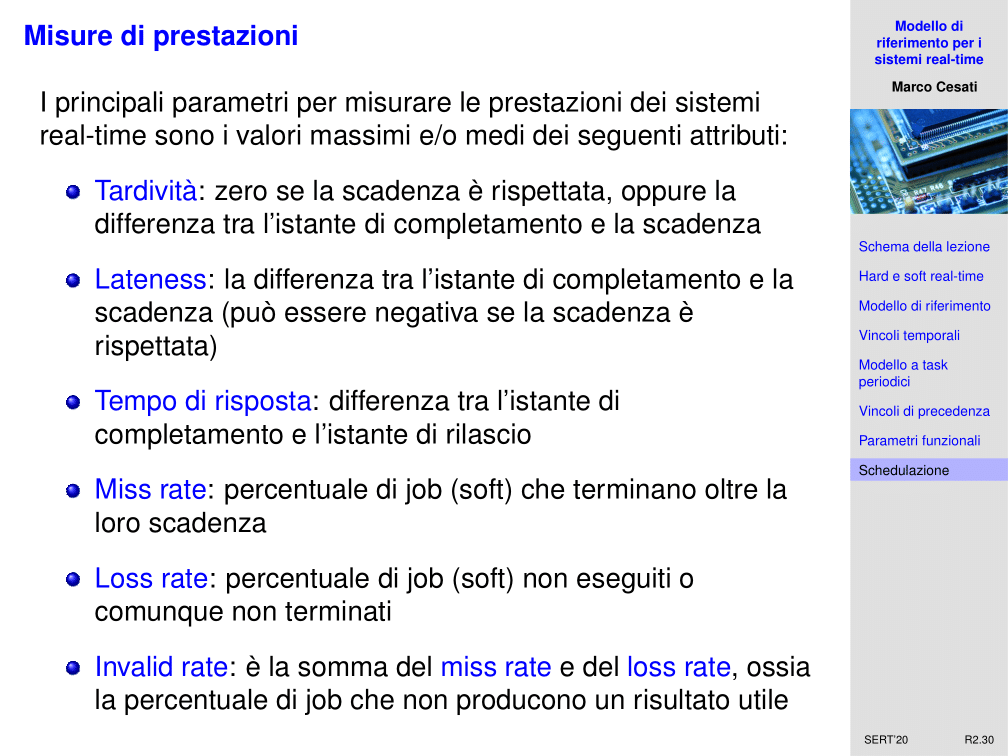 Misure di prestazioni
I principali parametri per misurare le prestazioni dei sistemi
real-time sono i valori massimi e/o medi dei seguenti attributi:
Tardività: zero se la scadenza è rispettata, oppure la
differenza tra l'istante di completamento e la scadenza
Lateness: la differenza tra l'istante di completamento e la
scadenza (può essere negativa se la scadenza è
rispettata)
Tempo di risposta: differenza tra l'istante di
completamento e l'istante di rilascio
Miss rate: percentuale di job (soft) che terminano oltre la
loro scadenza
Loss rate: percentuale di job (soft) non eseguiti o
comunque non terminati
Invalid rate: è la somma del miss rate e del loss rate, ossia
la percentuale di job che non producono un risultato utile
Modello di
riferimento per i
sistemi real-time
Marco Cesati
R47 R48
Schema della lezione
Hard e soft real-time
Modello di riferimento
Vincoli temporali
Modello a task
periodici
Vincoli di precedenza
Parametri funzionali
Schedulazione
SERT'20 R2.30